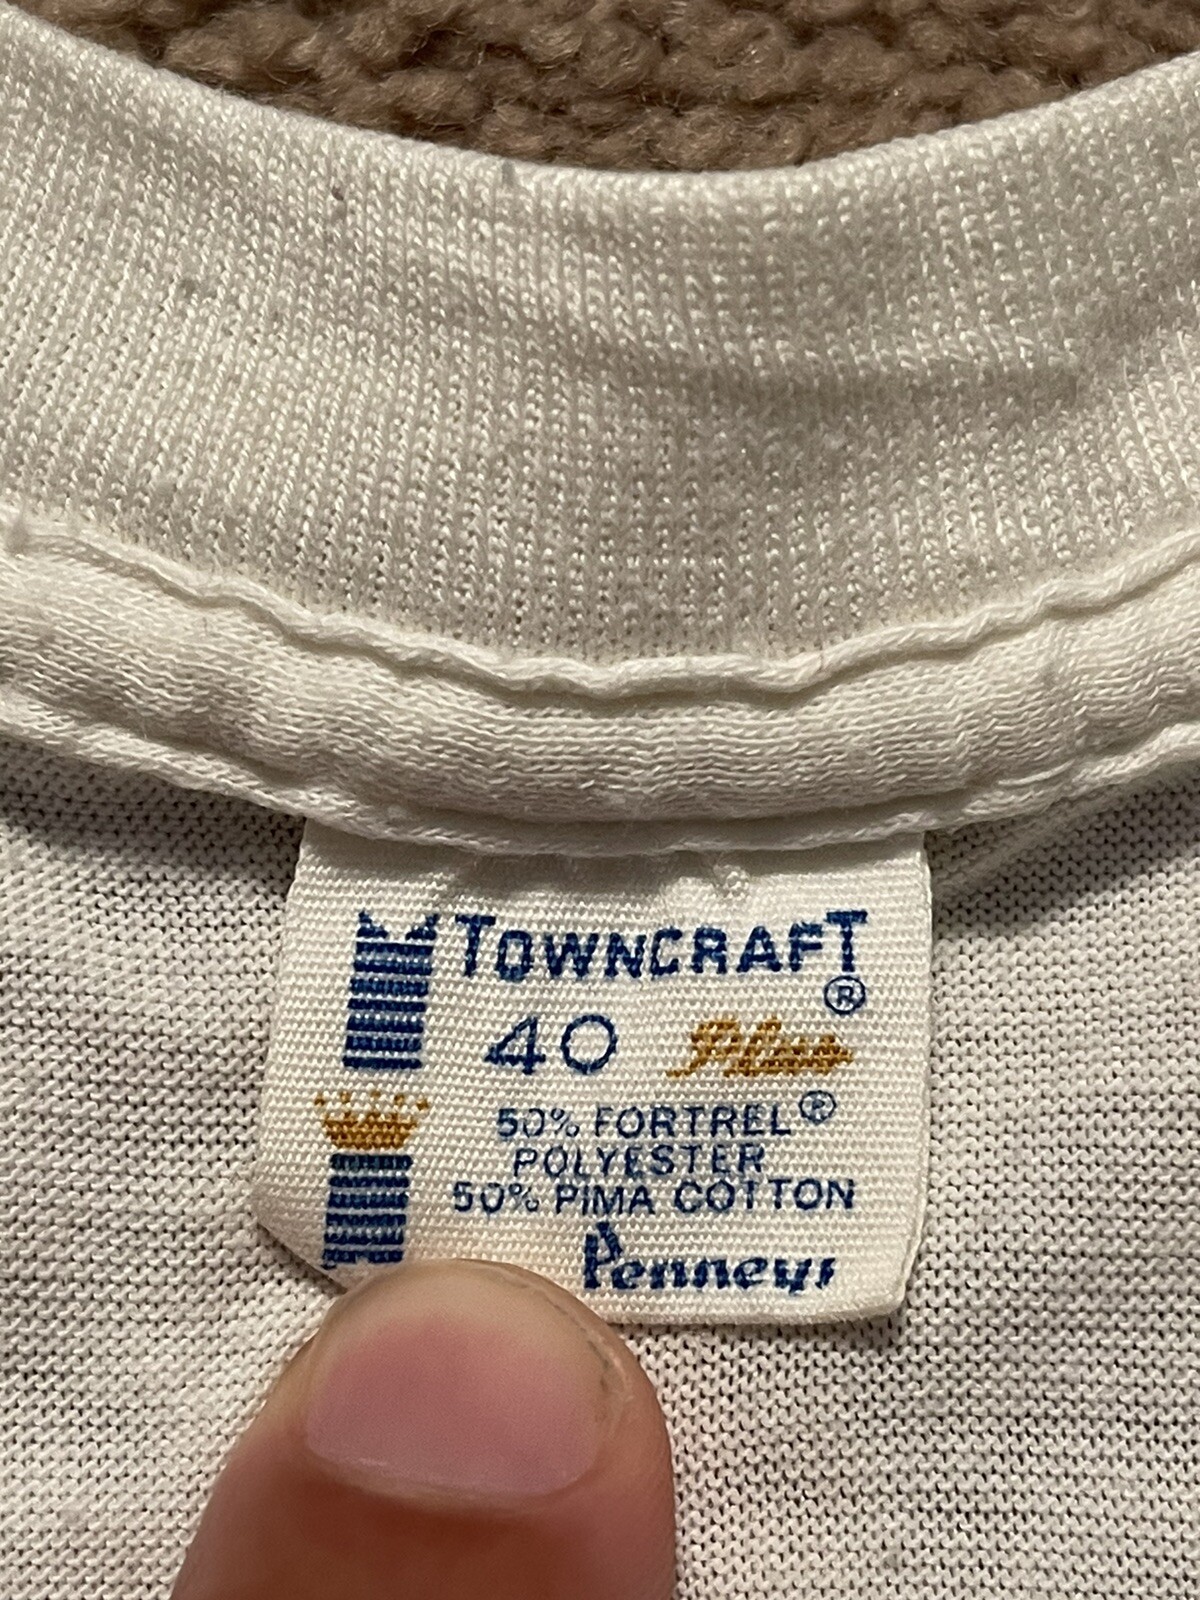 TOWNCRAFT®
40 Plus
50% FORTREL®
POLYESTER
50% PIMA COTTON
Penneys